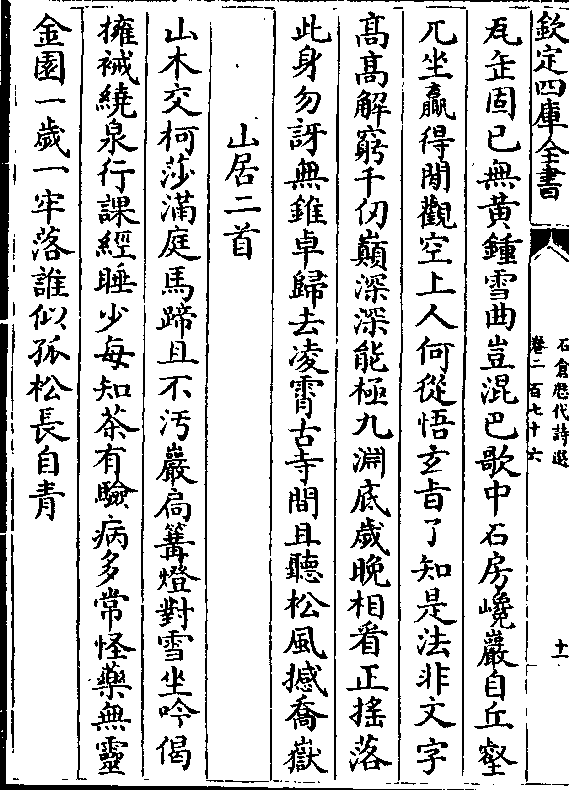 欽定四庫全書
石倉歷代詩選
卷二百七十六
十一
瓦缶固已無黃鍾雪曲豈混巴歌中石房巉巖自丘壑
兀坐贏得閒觀空上人何從悟玄旨了知是法非文字
高高解窮千仞巔深深能極九淵底歲晚相看正搖落
此身勿訝無錐卓歸去凌霄古寺間且聽松風撼喬嶽
山居二首
山木交柯莎滿庭馬蹄且不汚巖扃篝燈對雪坐吟偈
擁裓繞泉行課經睡少每知茶有驗病多常怪藥無靈
金園一歲一牢落誰似孤松長自青